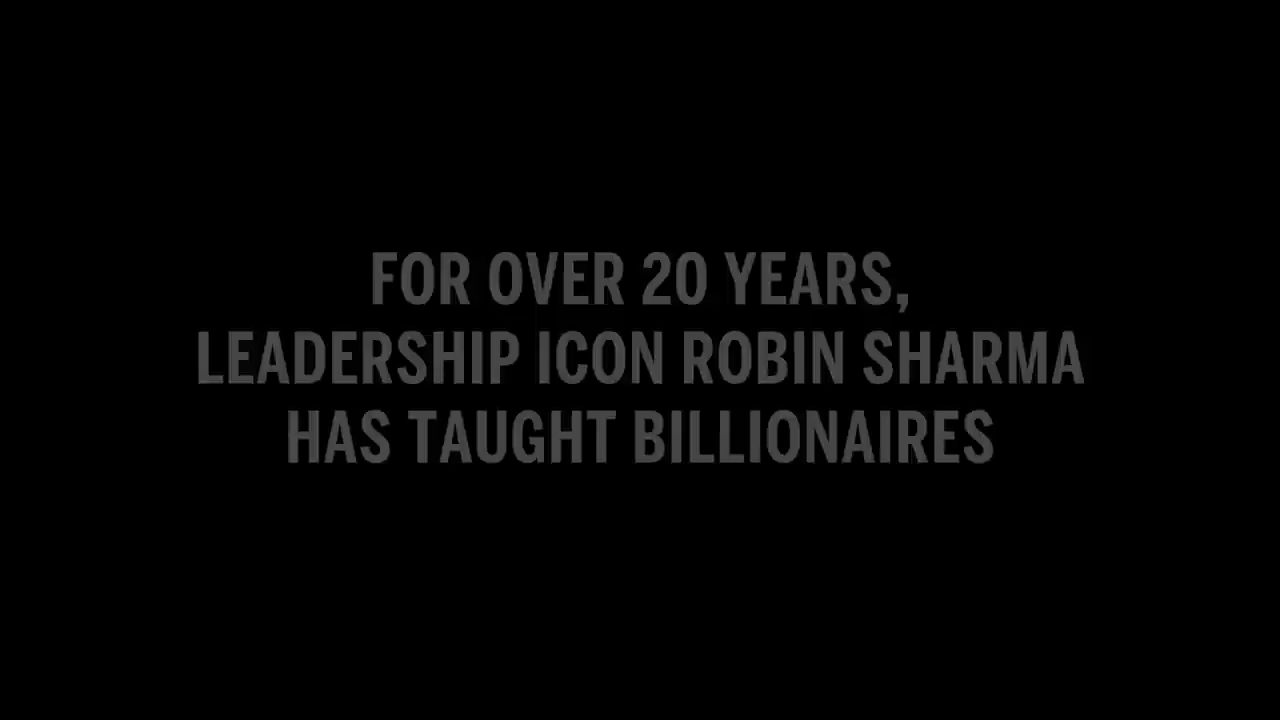 FOR OVER 20 YEARS,
LEADERSHIP ICON ROBIN SHARMA
HAS TAUGHT BILLIONAIRES